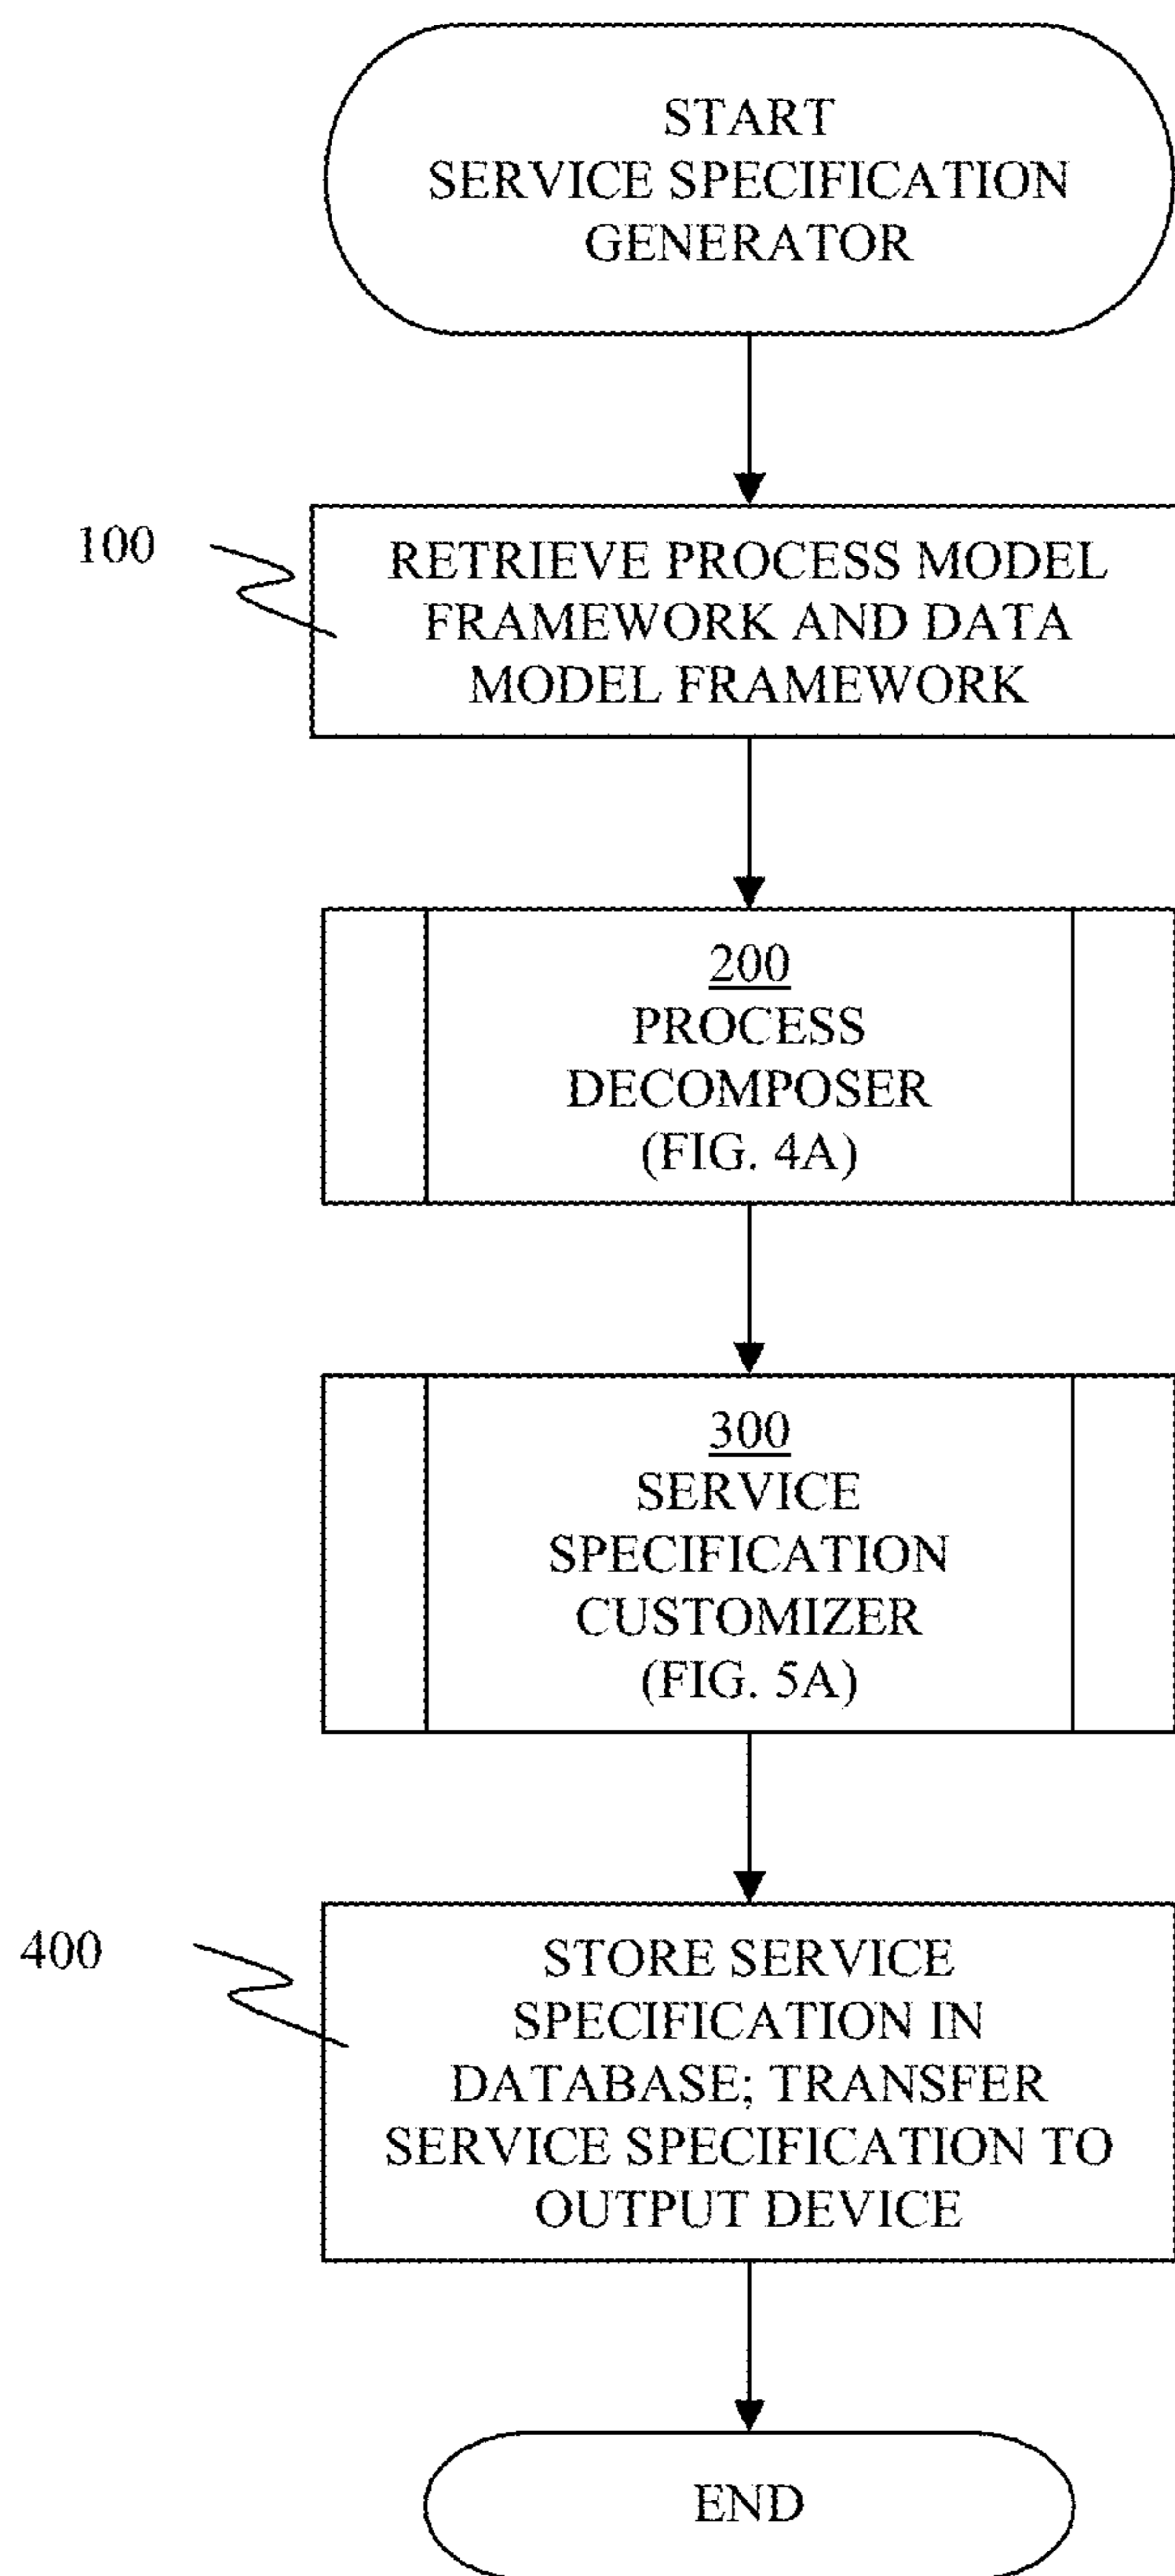 START
SERVICE SPECIFICATION
GENERATOR
100
RETRIEVE PROCESS MODEL
FRAMEWORK AND DATA
MODEL FRAMEWORK
200
PROCESS
DECOMPOSER
(FIG. 4A)
300
SERVICE
SPECIFICATION
CUSTOMIZER
(FIG. 5A)
400
STORE SERVICE
SPECIFICATION IN
DATABASE; TRANSFER
SERVICE SPECIFICATION TO
OUTPUT DEVICE
END